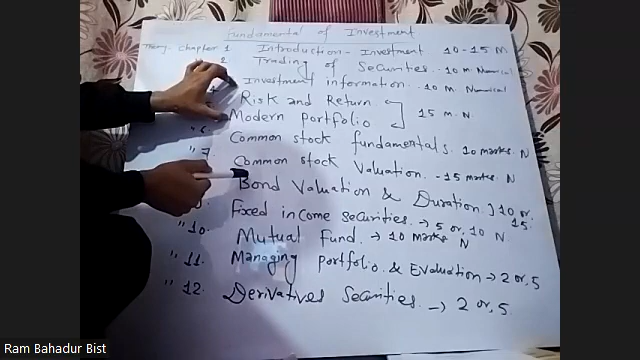 Fundamental of Investment
Theory. Chapter 1 Introduction - Investment 10-15 M.
2 Trading of Securities.. 10 m. Numerical
Investment information. - 10 m. Numerical
Risk and Return
Modern portfolio ] 15 m. N.
" 6. Common stock fundamentals. 10 marks. N
" 7. Common stock Valuation. - 15 marks. N
Bond Valuation & Duration. ] 10 or. 15.
9. Fixed income securities. → 5 or, 10 N
" 10. Mutual Fund. → 10 marks N
" 11. Managing portfolio. & Evaluation → 2 or, 5
" 12. Derivatives Securities. → 2 or, 5.
Ram Bahadur Bist